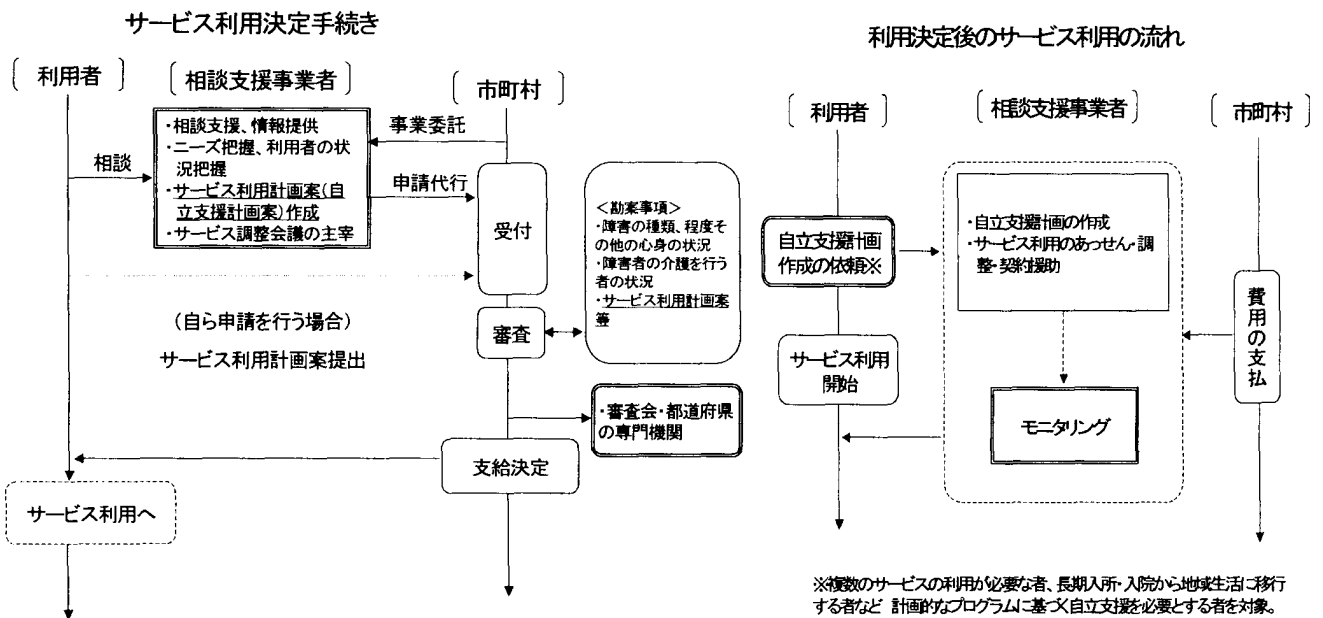 サービス利用決定手続き
〔 利用者 〕
〔 相談支援事業者 〕
〔 市町村 〕
・相談支援、情報提供
・ニーズ把握、利用者の状
況把握
・サービス利用計画案（自
立支援計画案）作成
・サービス調整会議の主宰
相談
事業委託
申請代行
受付
＜勘案事項＞
・障害の種類、程度そ
の他の心身の状況
・障害者の介護を行う
者の状況
・サービス利用計画案
等
（自ら申請を行う場合）
サービス利用計画案提出
審査
・審査会・都道府県
の専門機関
支給決定
サービス利用へ
利用決定後のサービス利用の流れ
〔 利用者 〕
〔 相談支援事業者 〕
〔 市町村 〕
自立支援計画
作成の依頼※
・自立支援計画の作成
・サービス利用のあっせん・調
整・契約援助
サービス利用
開始
モニタリング
費用の支払
※複数のサービスの利用が必要な者、長期入所・入院から地域生活に移行
する者など 計画的なプログラムに基づく自立支援を必要とする者を対象。